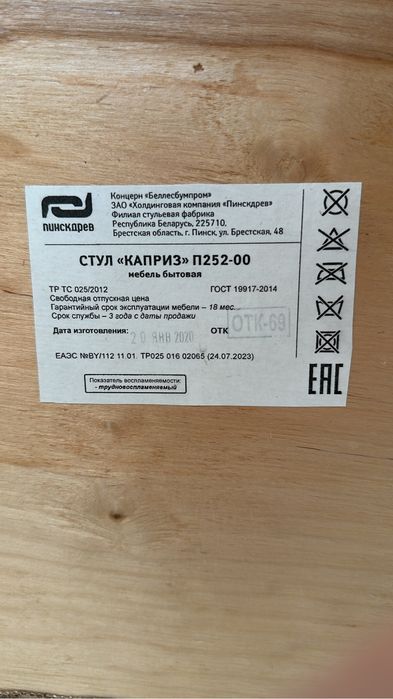 ПИНСКДРЕВ
Концерн «Беллесбумпром»
ЗАО «Холдинговая компания «Пинскдрев»
Филиал стульевая фабрика
Республика Беларусь, 225710,
Брестская область, г. Пинск, ул. Брестская, 48
СТУЛ «КАПРИЗ» П252-00
мебель бытовая
ТР ТС 025/2012 ГОСТ 19917-2014
Свободная отпускная цена
Гарантийный срок эксплуатации мебели – 18 мес.
Срок службы – 3 года с даты продажи
Дата изготовления: 20 ЯНВ 2020 ОТК ОТК-69
ЕАЭС №BY/112 11.01. ТР025 016 02065 (24.07.2023)
Показатель воспламеняемости:
- трудновоспламеняемый
ЕАС